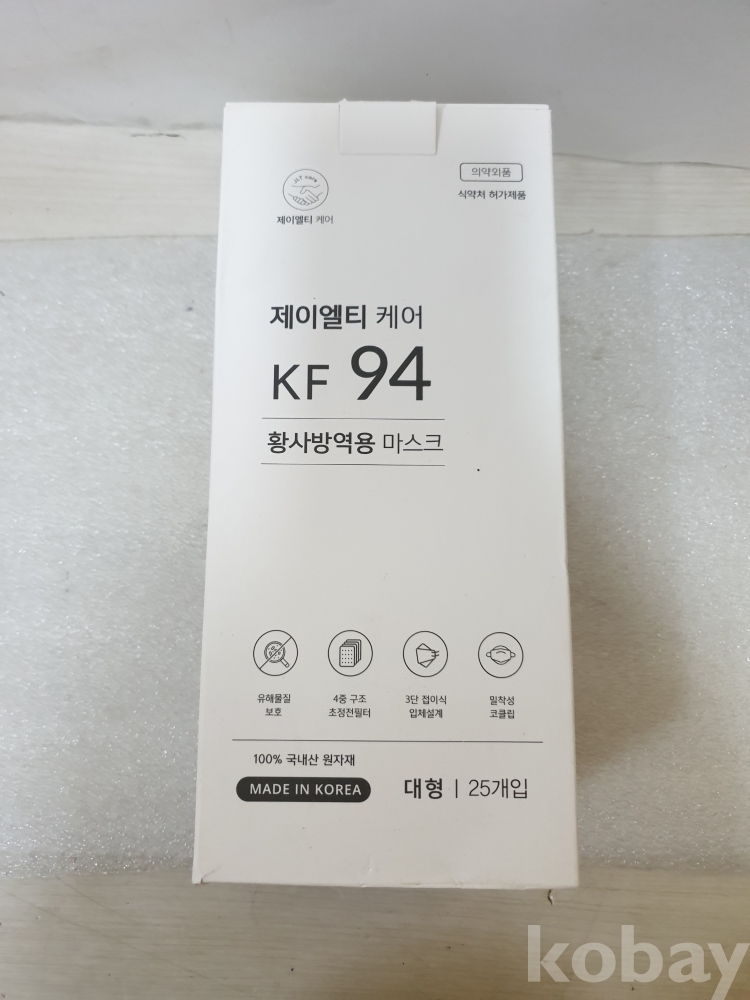 JLT care
제이엘티 케어
의약외품
식약처 허가제품
제이엘티 케어
KF 94
황사방역용 마스크
유해물질
보호
4중 구조
초정전필터
3단 접이식
입체설계
밀착성
코클립
100% 국내산 원자재
MADE IN KOREA
대형 | 25개입
kobay